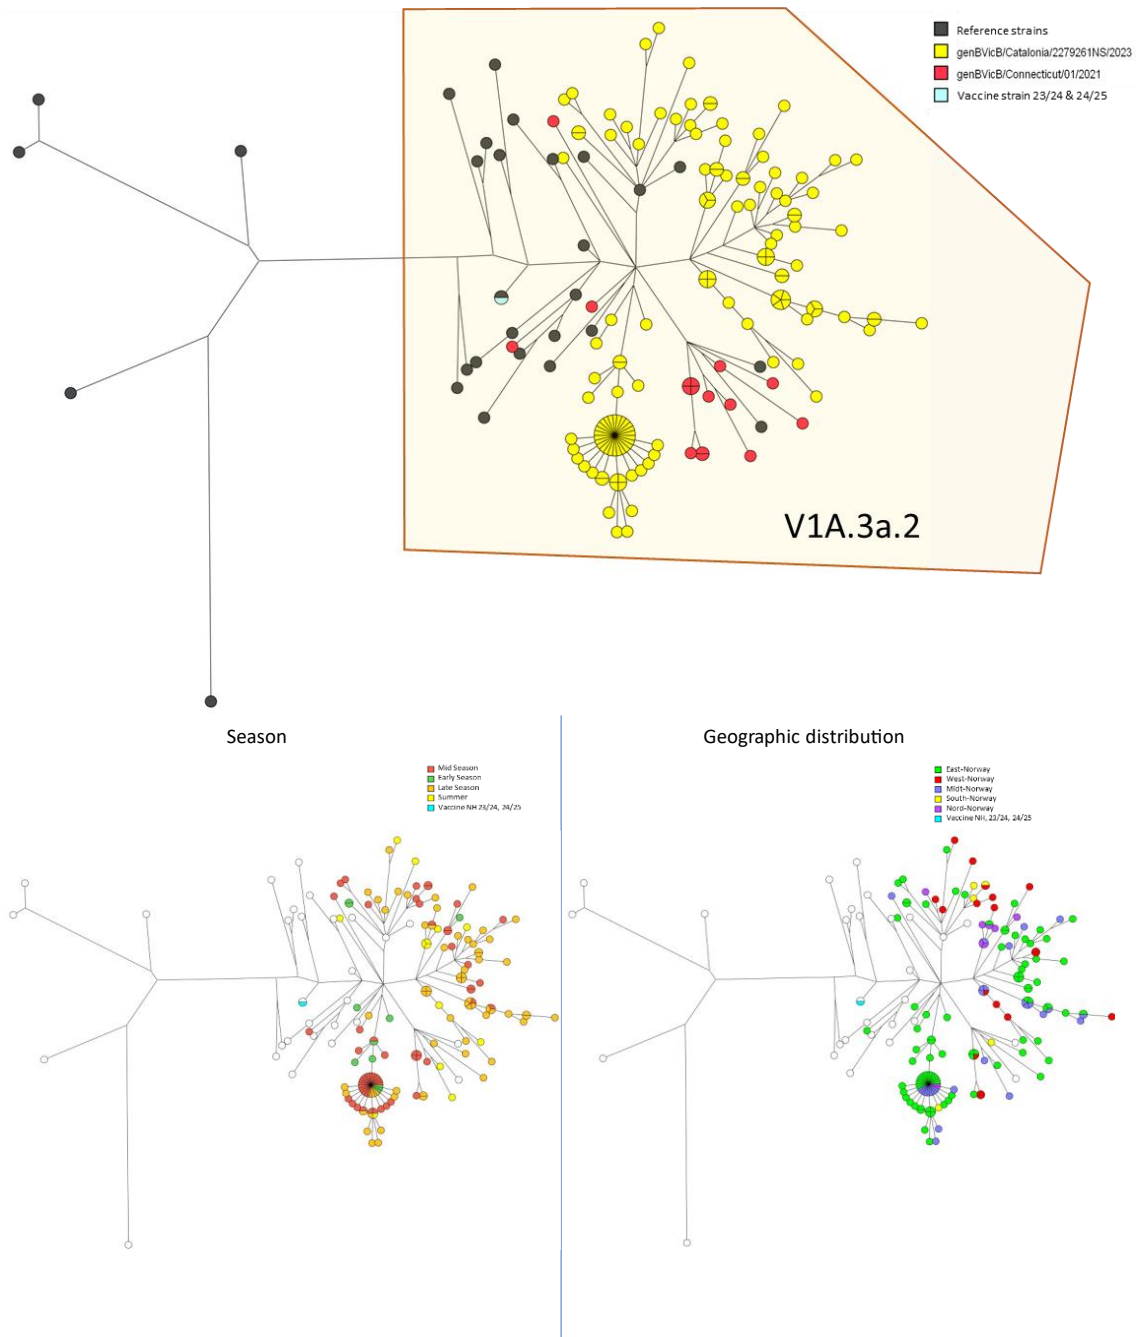 Reference strains
genBVicB/Catalonia/2279261NS/2023
genBVicB/Connecticut/01/2021
Vaccine strain 23/24 & 24/25
V1A.3a.2
Season
Mid Season
Early Season
Late Season
Summer
Vaccine NH 23/24, 24/25
Geographic distribution
East-Norway
West-Norway
Midt-Norway
South-Norway
Nord-Norway
Vaccine NH, 23/24, 24/25